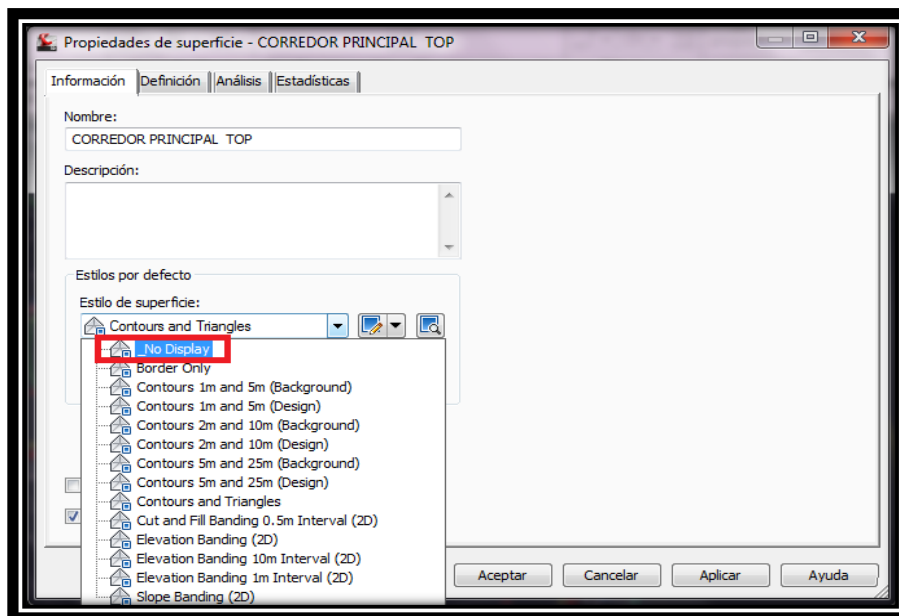 Propiedades de superficie - CORREDOR PRINCIPAL  TOP
Información Definición Análisis Estadísticas
Nombre:
CORREDOR PRINCIPAL  TOP
Descripción:
Estilos por defecto
Estilo de superficie:
Contours and Triangles
_No Display
Border Only
Contours 1m and 5m (Background)
Contours 1m and 5m (Design)
Contours 2m and 10m (Background)
Contours 2m and 10m (Design)
Contours 5m and 25m (Background)
Contours 5m and 25m (Design)
Contours and Triangles
Cut and Fill Banding 0.5m Interval (2D)
Elevation Banding (2D)
Elevation Banding 10m Interval (2D)
Elevation Banding 1m Interval (2D)
Slope Banding (2D)
Aceptar Cancelar Aplicar Ayuda